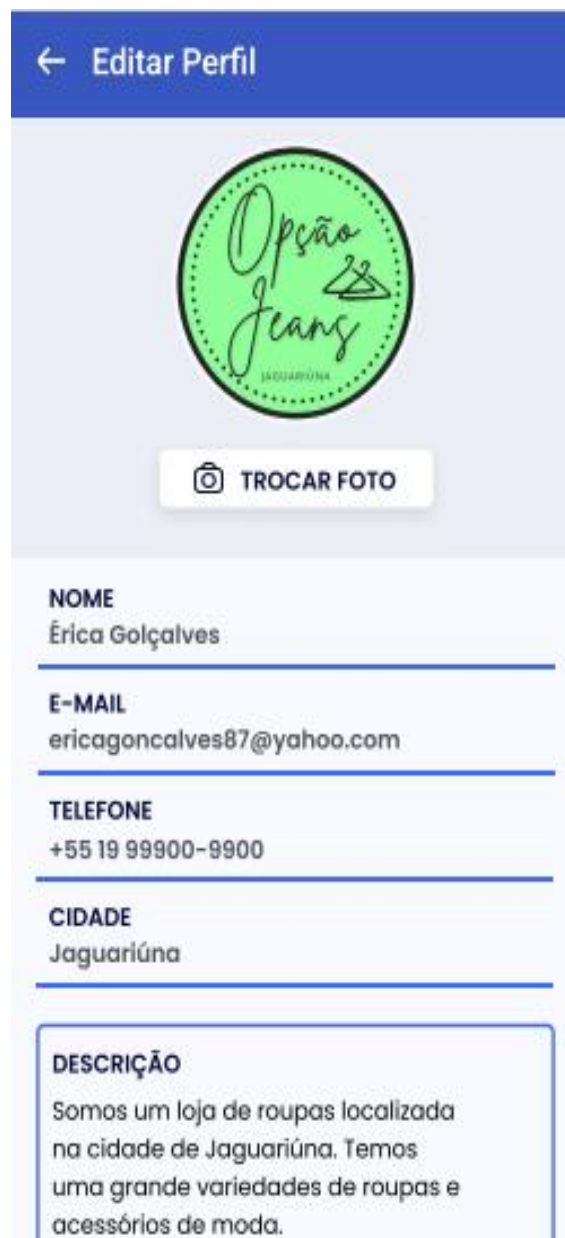 Editar Perfil
Opção
Jeans
JAGUARIÚNA
TROCAR FOTO
NOME
Érica Golçalves
E-MAIL
ericagoncalves87@yahoo.com
TELEFONE
+55 19 99900-9900
CIDADE
Jaguariúna
DESCRIÇÃO
Somos um loja de roupas localizada
na cidade de Jaguariúna. Temos
uma grande variedades de roupas e
acessórios de moda.